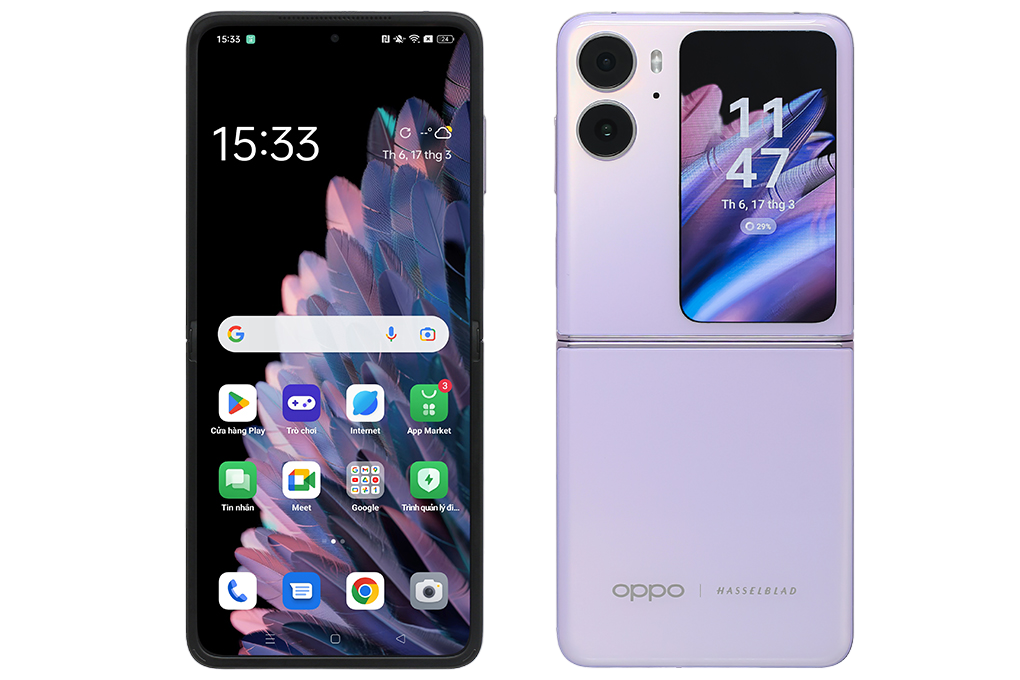 15:33
24
15:33
--°
Th 6, 17 thg 3
3
Cửa hàng Play
Trò chơi
Internet
App Market
Tin nhắn
Meet
Google
Trình quản lý đi...
11
47
Th 6, 17 thg 3
29%
oppo | HASSELBLAD